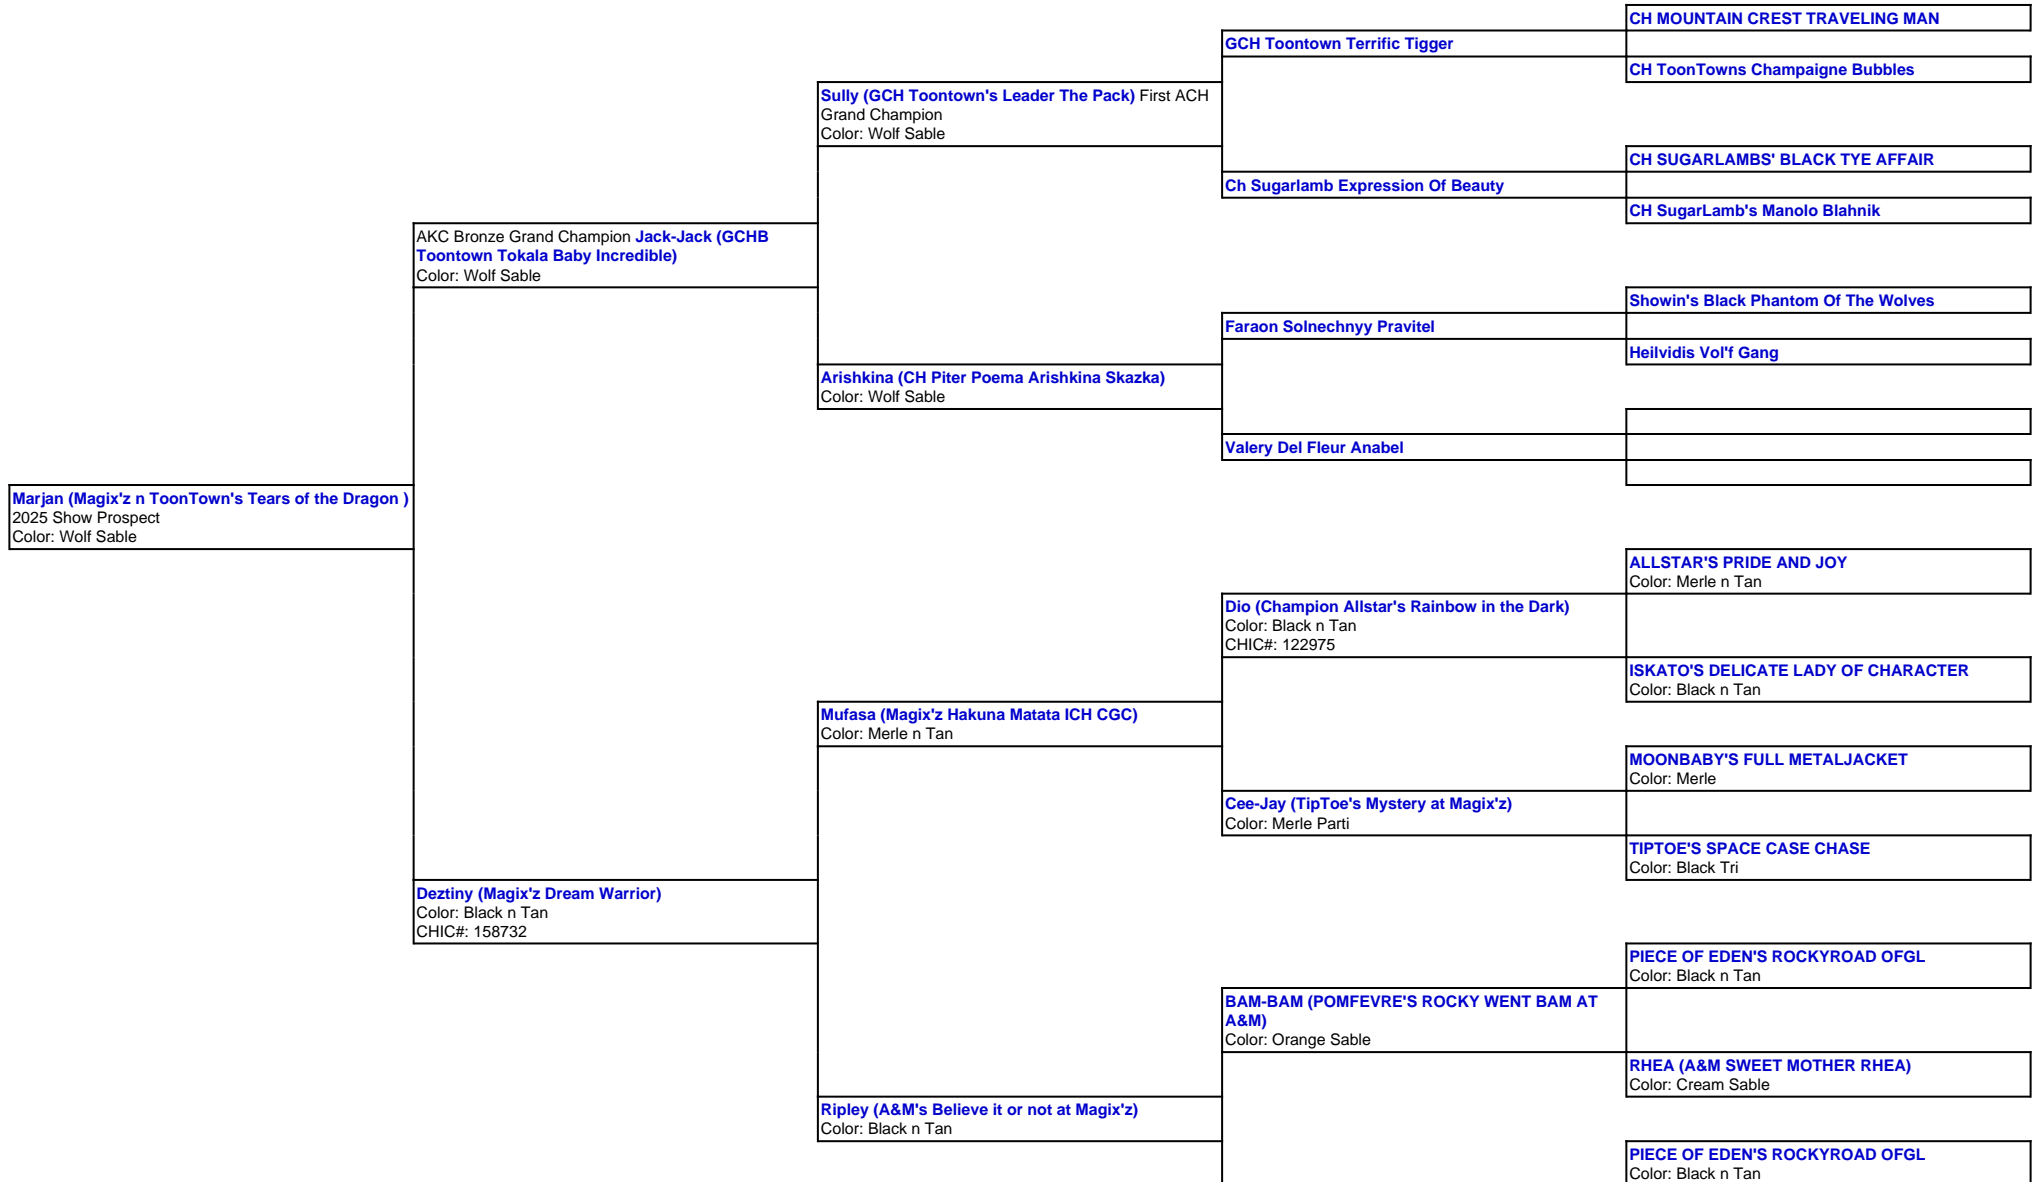 CH MOUNTAIN CREST TRAVELING MAN
GCH Toontown Terrific Tigger
CH ToonTowns Champaigne Bubbles
Sully (GCH Toontown's Leader The Pack) First ACH
Grand Champion
Color: Wolf Sable
CH SUGARLAMBS' BLACK TYE AFFAIR
Ch Sugarlamb Expression Of Beauty
CH SugarLamb's Manolo Blahnik
AKC Bronze Grand Champion Jack-Jack (GCHB
Toontown Tokala Baby Incredible)
Color: Wolf Sable
Showin's Black Phantom Of The Wolves
Faraon Solnechnyy Pravitel
Heilvidis Vol'f Gang
Arishkina (CH Piter Poema Arishkina Skazka)
Color: Wolf Sable
Valery Del Fleur Anabel
Marjan (Magix'z n ToonTown's Tears of the Dragon )
2025 Show Prospect
Color: Wolf Sable
ALLSTAR'S PRIDE AND JOY
Color: Merle n Tan
Dio (Champion Allstar's Rainbow in the Dark)
Color: Black n Tan
CHIC#: 122975
ISKATO'S DELICATE LADY OF CHARACTER
Color: Black n Tan
Mufasa (Magix'z Hakuna Matata ICH CGC)
Color: Merle n Tan
MOONBABY'S FULL METALJACKET
Color: Merle
Cee-Jay (TipToe's Mystery at Magix'z)
Color: Merle Parti
TIPTOE'S SPACE CASE CHASE
Color: Black Tri
Deztiny (Magix'z Dream Warrior)
Color: Black n Tan
CHIC#: 158732
PIECE OF EDEN'S ROCKYROAD OFGL
Color: Black n Tan
BAM-BAM (POMFEVRE'S ROCKY WENT BAM AT
A&M)
Color: Orange Sable
RHEA (A&M SWEET MOTHER RHEA)
Color: Cream Sable
Ripley (A&M's Believe it or not at Magix'z)
Color: Black n Tan
PIECE OF EDEN'S ROCKYROAD OFGL
Color: Black n Tan